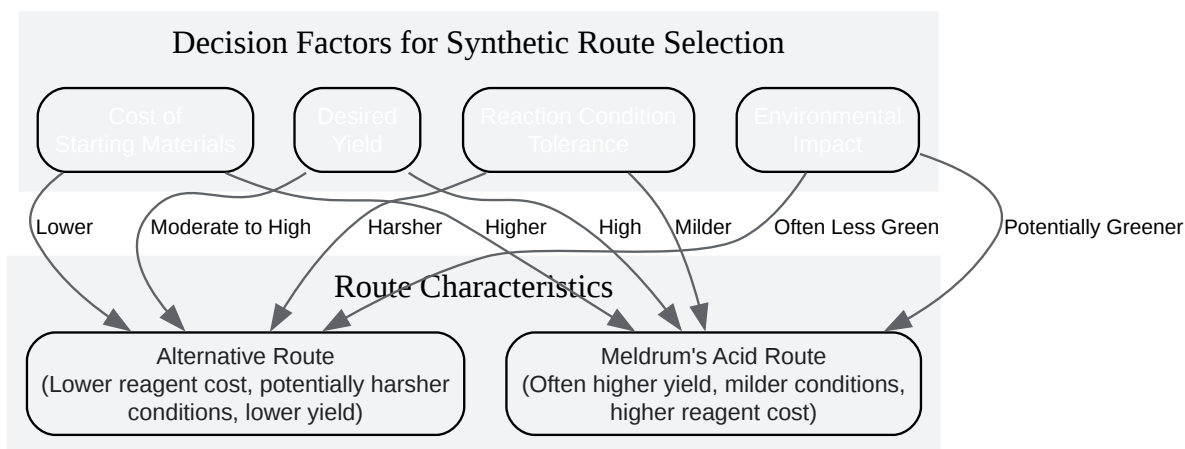 Decision Factors for Synthetic Route Selection
Cost of
Starting Materials
Desired
Yield
Reaction Condition
Tolerance
Environmental
Impact
Lower
Moderate to High
Harsher
Higher
High
Milder
Often Less Green
Potentially Greener
Route Characteristics
Alternative Route
(Lower reagent cost, potentially harsher
conditions, lower yield)
Meldrum's Acid Route
(Often higher yield, milder conditions,
higher reagent cost)